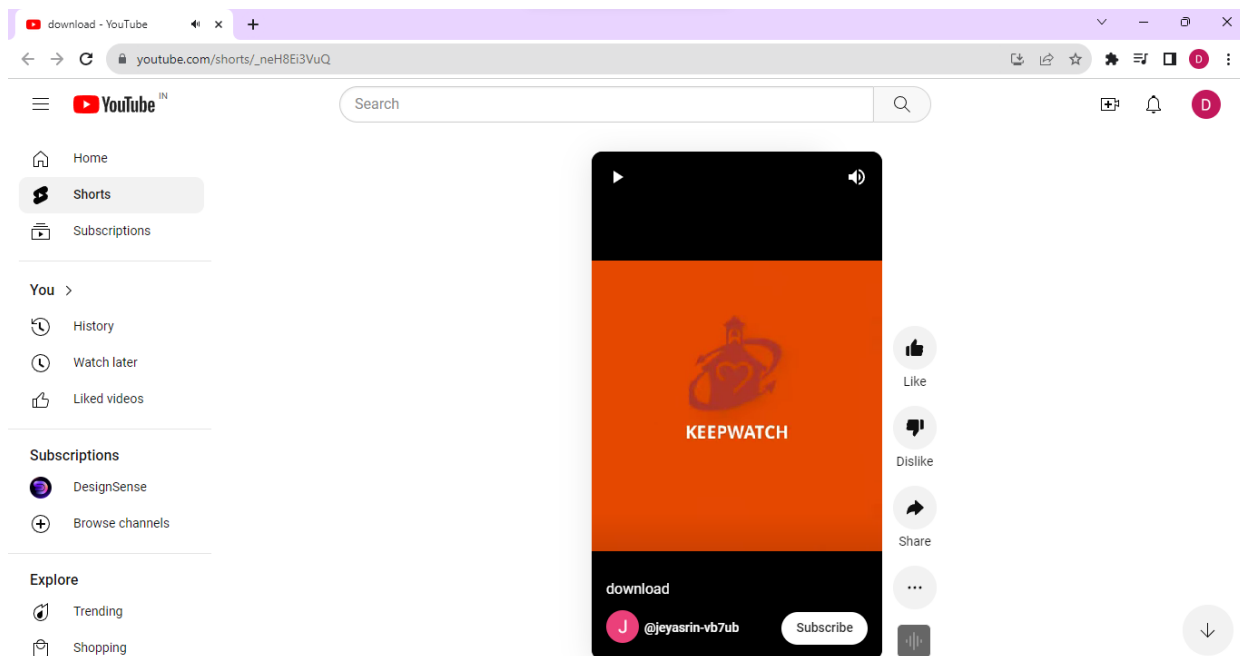 download - YouTube
youtube.com/shorts/_neH8Ei3VuQ
D
YouTube IN
Search
D
Home
Shorts
Subscriptions
You
History
Watch later
Liked videos
Subscriptions
DesignSense
Browse channels
Explore
Trending
Shopping
KEEPWATCH
download
J @jeyasrin-vb7ub Subscribe
Like
Dislike
Share